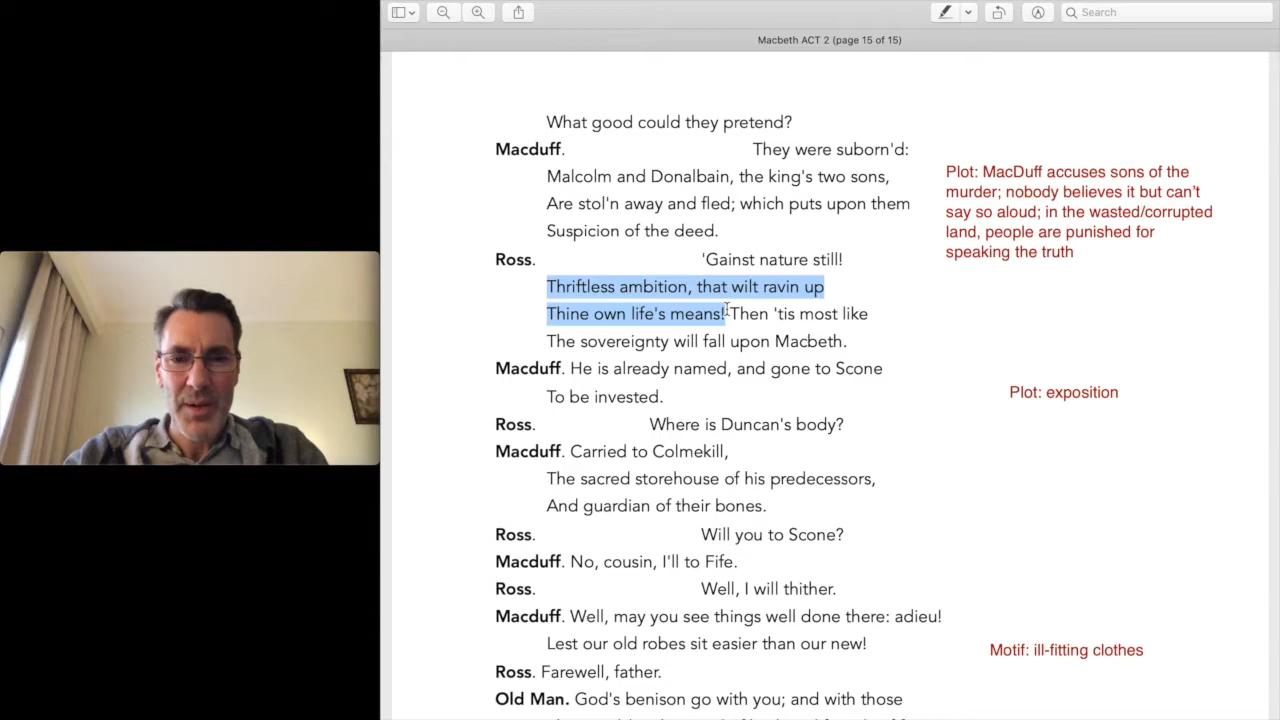 Search
Macbeth ACT 2 (page 15 of 15)
What good could they pretend?
Macduff. They were suborn'd:
Malcolm and Donalbain, the king's two sons,
Are stol'n away and fled; which puts upon them
Suspicion of the deed.
Plot: MacDuff accuses sons of the
murder; nobody believes it but can't
say so aloud; in the wasted/corrupted
land, people are punished for
speaking the truth
Ross. 'Gainst nature still!
Thriftless ambition, that wilt ravin up
Thine own life's means! Then 'tis most like
The sovereignty will fall upon Macbeth.
Macduff. He is already named, and gone to Scone
To be invested.
Plot: exposition
Ross. Where is Duncan's body?
Macduff. Carried to Colmekill,
The sacred storehouse of his predecessors,
And guardian of their bones.
Ross. Will you to Scone?
Macduff. No, cousin, I'll to Fife.
Ross. Well, I will thither.
Macduff. Well, may you see things well done there: adieu!
Lest our old robes sit easier than our new!
Motif: ill-fitting clothes
Ross. Farewell, father.
Old Man. God's benison go with you; and with those